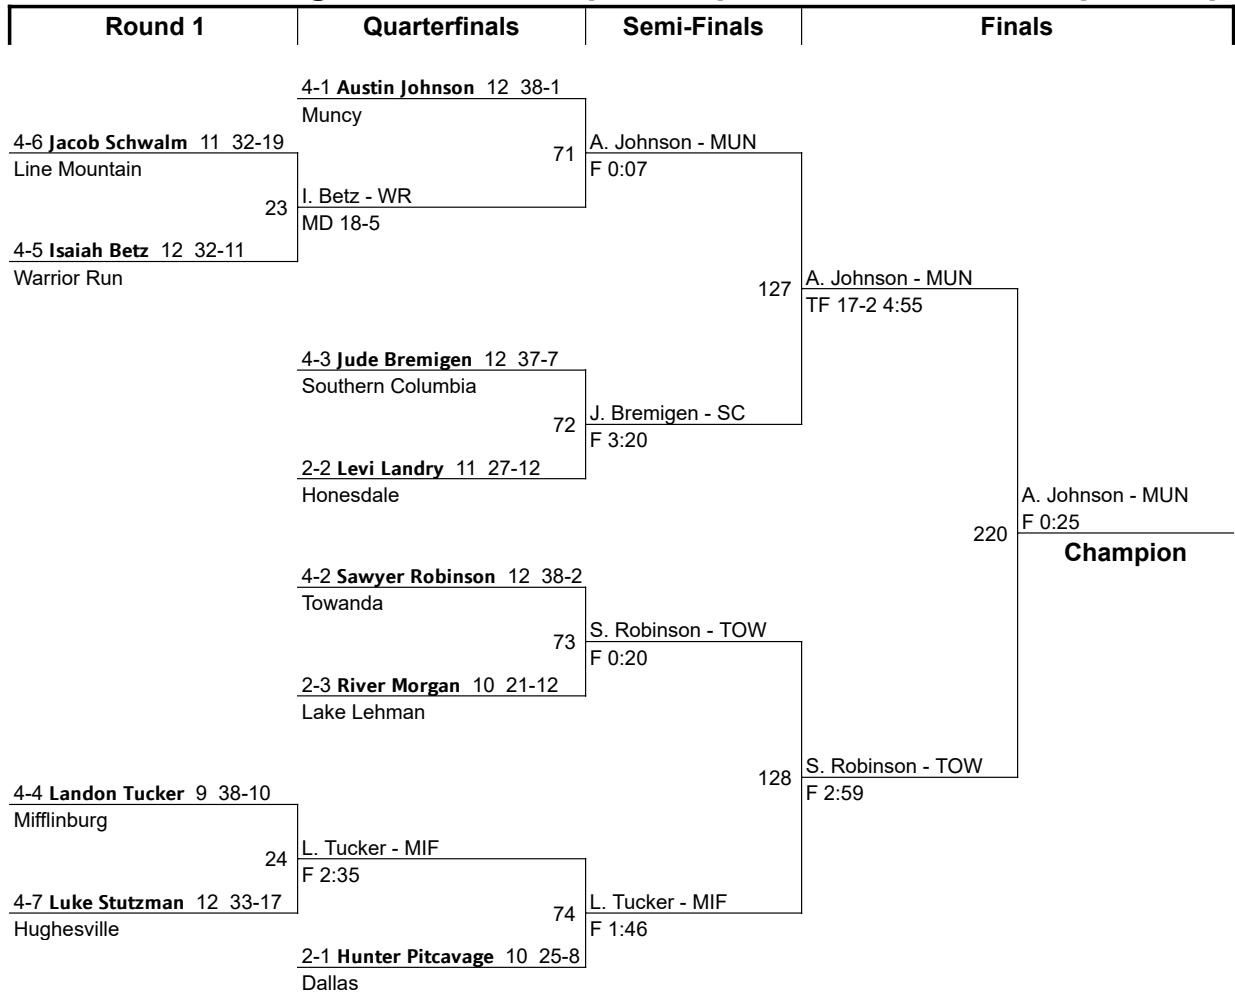 Round 1 Quarterfinals Semi-Finals Finals
4-1 Austin Johnson 12 38-1
Muncy
4-6 Jacob Schwalm 11 32-19
Line Mountain
23
4-5 Isaiah Betz 12 32-11
Warrior Run
I. Betz - WR
MD 18-5
71
A. Johnson - MUN
F 0:07
4-3 Jude Bremigen 12 37-7
Southern Columbia
72
2-2 Levi Landry 11 27-12
Honesdale
J. Bremigen - SC
F 3:20
127
A. Johnson - MUN
TF 17-2 4:55
4-2 Sawyer Robinson 12 38-2
Towanda
73
2-3 River Morgan 10 21-12
Lake Lehman
S. Robinson - TOW
F 0:20
4-4 Landon Tucker 9 38-10
Mifflinburg
24
4-7 Luke Stutzman 12 33-17
Hughesville
L. Tucker - MIF
F 2:35
74
2-1 Hunter Pitcavage 10 25-8
Dallas
L. Tucker - MIF
F 1:46
128
S. Robinson - TOW
F 2:59
220
A. Johnson - MUN
F 0:25
Champion